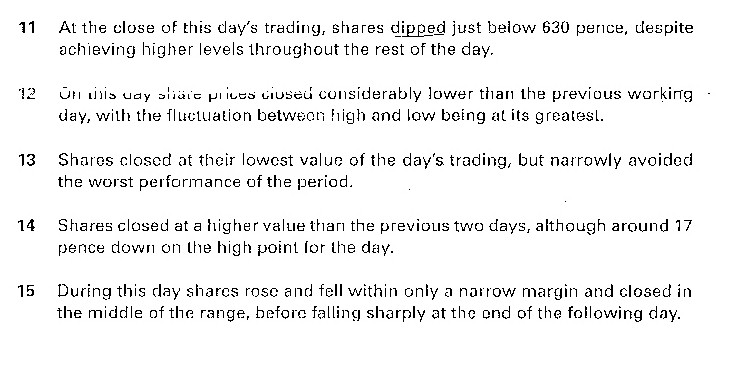 11 At the close of this day's trading, shares dipped just below 630 pence, despite
achieving higher levels throughout the rest of the day.
12 On this day share prices closed considerably lower than the previous working
day, with the fluctuation between high and low being at its greatest.
13 Shares closed at their lowest value of the day's trading, but narrowly avoided
the worst performance of the period.
14 Shares closed at a higher value than the previous two days, although around 17
pence down on the high point for the day.
15 During this day shares rose and fell within only a narrow margin and closed in
the middle of the range, before falling sharply at the end of the following day.